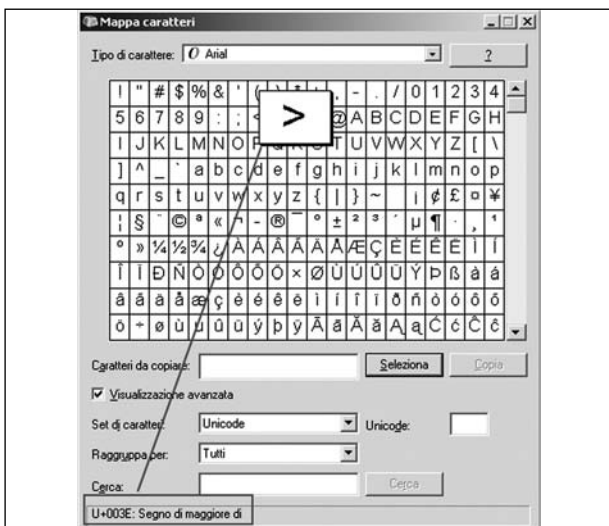 Mappa caratteri
Tipo di carattere: O Arial ?
! " # $ % & ' ( ) * + , - . / 0 1 2 3 4
5 6 7 8 9 : ; < > @ A B C D E F G H
I J K L M N O P Q R S T U V W X Y Z [ \
] ^ _ ` a b c d e f g h i j k l m n o p
q r s t u v w x y z { | } ~ ¡ ¢ £ ¤ ¥
¦ § ¨ © ª « ¬ - ® ¯ ° ± ² ³ ´ µ ¶ · ¸ ¹
º » ¼ ½ ¾ ¿ À Á Â Ã Ä Å Æ Ç È É Ê Ë Ì Í
Î Ï Ð Ñ Ò Ó Ô Õ Ö × Ø Ù Ú Û Ü Ý Þ ß à á
â ã ä å æ ç è é ê ë ì í î ï ð ñ ò ó ô õ
ö ÷ ø ù ú û ü ý þ ÿ Ā ā Ă ă Ą ą Ć ć Ĉ ĉ
Caratteri da copiare: Seleziona Copia
Visualizzazione avanzata
Set di caratteri: Unicode Unicode:
Raggruppa per: Tutti
Cerca: Cerca
U+003E: Segno di maggiore di